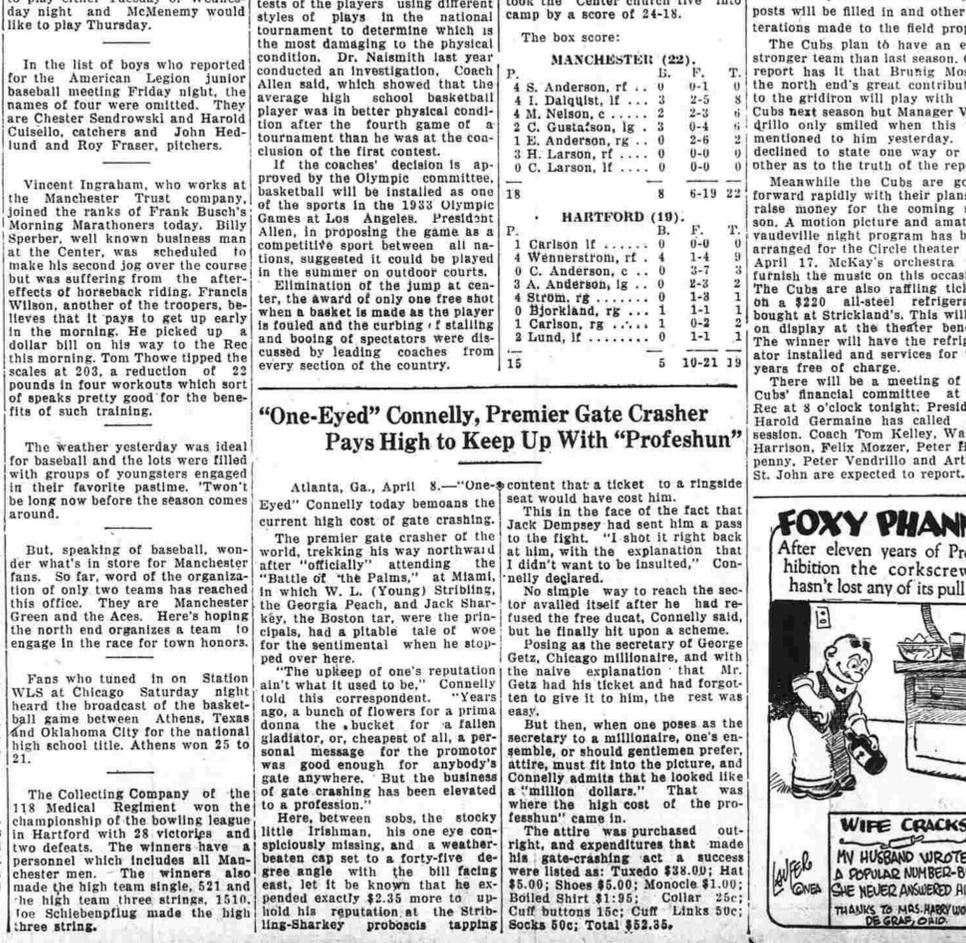 day night and McMenemy would
like to play Thursday.
In the list of boys who reported
for the American Legion junior
baseball meeting Friday night, the
names of four were omitted. They
are Chester Sendrowski and Harold
Cuisello, catchers and John Hed-
lund and Roy Fraser, pitchers.
Vincent Ingraham, who works at
the Manchester Trust company,
joined the ranks of Frank Busch's
Morning Marathoners today. Billy
Sperber, well known business man
at the Center, was scheduled to
make his second jog over the course
but was suffering from the after-
effects of horseback riding. Francis
Wilson, another of the troopers, be-
lieves that it pays to get up early
in the morning. He picked up a
dollar bill on his way to the Rec
this morning. Tom Thowe tipped the
scales at 203, a reduction of 22
pounds in four workouts which sort
of speaks pretty good for the bene-
fits of such training.
The weather yesterday was ideal
for baseball and the lots were filled
with groups of youngsters engaged
in their favorite pastime. 'Twon't
be long now before the season comes
around.
But, speaking of baseball, won-
der what's in store for Manchester
fans. So far, word of the organiza-
tion of only two teams has reached
this office. They are Manchester
Green and the Aces. Here's hoping
the north end organizes a team to
engage in the race for town honors.
Fans who tuned in on Station
WLS at Chicago Saturday night
heard the broadcast of the basket-
ball game between Athens, Texas
and Oklahoma City for the national
high school title. Athens won 25 to
21.
The Collecting Company of the
118 Medical Regiment won the
championship of the bowling league
in Hartford with 28 victories and
two defeats. The winners have a
personnel which includes all Man-
chester men. The winners also
made the high team single, 521 and
the high team three strings, 1510.
Joe Schlebenpflug made the high
three string.
tests of the players using different
styles of plays in the national
tournament to determine which is
the most damaging to the physical
condition. Dr. Naismith last year
conducted an investigation, Coach
Allen said, which showed that the
average high school basketball
player was in better physical condi-
tion after the fourth game of a
tournament than he was at the con-
clusion of the first contest.
If the coaches' decision is ap-
proved by the Olympic committee,
basketball will be installed as one
of the sports in the 1933 Olympic
Games at Los Angeles. President
Allen, in proposing the game as a
competitive sport between all na-
tions, suggested it could be played
in the summer on outdoor courts.
Elimination of the jump at cen-
ter, the award of only one free shot
when a basket is made as the player
is fouled and the curbing of stalling
and booing of spectators were dis-
cussed by leading coaches from
every section of the country.
camp by a score of 24-18.
The box score:
MANCHESTER (22).
P. B. F. T.
4 S. Anderson, rf .. 0 0-1 0
4 I. Dalquist, lf ... 3 2-5 8
4 M. Nelson, c ..... 2 2-3 6
2 C. Gustafson, lg . 3 0-4 6
1 E. Anderson, rg .. 0 2-6 2
3 H. Larson, rf .... 0 0-0 0
0 C. Larson, lf .... 0 0-0 0
18 8 6-19 22
HARTFORD (19).
P. B. F. T.
1 Carlson lf ...... 0 0-0 0
4 Wennerstrom, rf . 4 1-4 9
0 C. Anderson, c .. 0 3-7 3
3 A. Anderson, lg .. 0 2-3 2
4 Strom, rg ....... 0 1-3 1
0 Bjorkland, rg ... 1 1-1
1 Carlson, rg ...... 1 0-2 2
2 Lund, lf ........ 0 1-1 1
15 5 10-21 19
"One-Eyed" Connelly, Premier Gate Crasher
Pays High to Keep Up With "Profeshun"
Atlanta, Ga., April 8.—"One-
Eyed" Connelly today bemoans the
current high cost of gate crashing.
The premier gate crasher of the
world, trekking his way northward
after "officially" attending the
"Battle of the Palms," at Miami,
in which W. L. (Young) Stribling,
the Georgia Peach, and Jack Shar-
key, the Boston tar, were the prin-
cipals, had a pitable tale of woe
for the sentimental when he stop-
ped over here.
"The upkeep of one's reputation
ain't what it used to be," Connelly
told this correspondent. "Years
ago, a bunch of flowers for a prima
donna the bucket for a fallen
gladiator, or, cheapest of all, a per-
sonal message for the promotor
was good enough for anybody's
gate anywhere. But the business
of gate crashing has been elevated
to a profession."
Here, between sobs, the stocky
little Irishman, his one eye con-
spiciously missing, and a weather-
beaten cap set to a forty-five de-
gree angle with the bill facing
east, let it be known that he ex-
pended exactly $2.35 more to up-
hold his reputation at the Strib-
ling-Sharkey proboscis tapping
content that a ticket to a ringside
seat would have cost him.
This in the face of the fact that
Jack Dempsey had sent him a pass
to the fight. "I shot it right back
at him, with the explanation that
I didn't want to be insulted," Con-
nelly declared.
No simple way to reach the sec-
tor availed itself after he had re-
fused the free ducat, Connelly said,
but he finally hit upon a scheme.
Posing as the secretary of George
Getz, Chicago millionaire, and with
the naive explanation that Mr.
Getz had his ticket and had forgot-
ten to give it to him, the rest was
easy.
But then, when one poses as the
secretary to a millionaire, one's en-
semble, or should gentlemen prefer,
attire, must fit into the picture, and
Connelly admits that he looked like
a "million dollars." That was
where the high cost of the pro-
fesshun" came in.
The attire was purchased out-
right, and expenditures that made
his gate-crashing act a success
were listed as: Tuxedo $38.00; Hat
$5.00; Shoes $5.00; Monocle $1.00;
Boiled Shirt $1.95; Collar 25c;
Cuff buttons 15c; Cuff Links 50c;
Socks 50c; Total $52.35.
posts will be filled in and other
terations made to the field prop
The Cubs plan to have an e
stronger team than last season.
report has it that Brunig Mos
the north end's great contribut
to the gridiron will play with
Cubs next season but Manager V
drillo only smiled when this
mentioned to him yesterday.
declined to state one way or
other as to the truth of the rep
Meanwhile the Cubs are go
forward rapidly with their plans
raise money for the coming s
son. A motion picture and amat
vaudeville night program has b
arranged for the Circle theater
April 17. McKay's orchestra
furnish the music on this occasi
The Cubs are also raffling tick
on a $220 all-steel refrigera
bought at Strickland's. This will
on display at the theater bene
The winner will have the refrig
ator installed and services for
years free of charge.
There will be a meeting of
Cubs' financial committee at
Rec at 8 o'clock tonight. Presid
Harold Germaine has called
session. Coach Tom Kelley, Wa
Harrison, Felix Mozzer, Peter H
penny, Peter Vendrillo and Art
St. John are expected to report.
FOXY PHAN
After eleven years of Pro
hibition the corkscrew
hasn't lost any of its pull
WIFE CRACKS
MY HUSBAND WROTE
A POPULAR NUMBER-B
SHE NEVER ANSWERED HI
THANKS TO MRS. HARRY WO
DE GRAF, OHIO.
LAUFER
NEA